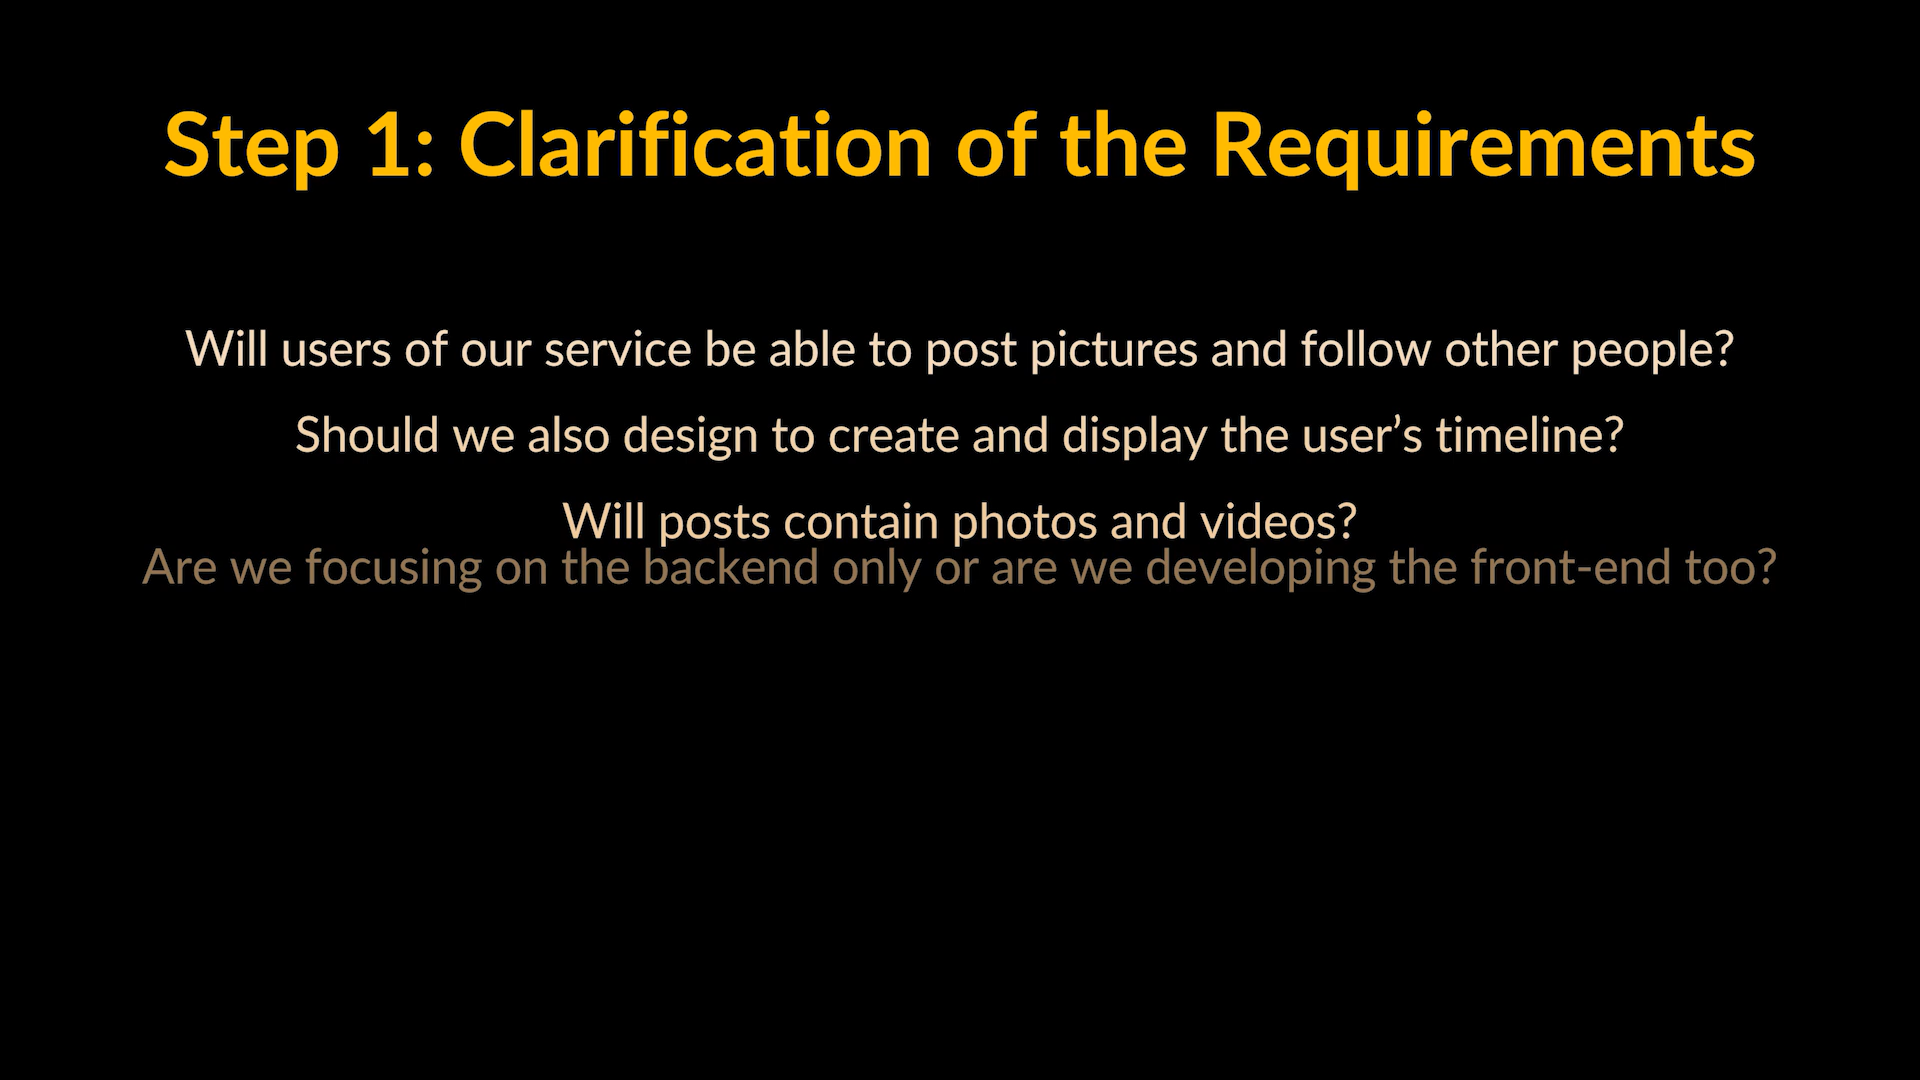 Step 1: Clarification of the Requirements
Will users of our service be able to post pictures and follow other people?
Should we also design to create and display the user’s timeline?
Will posts contain photos and videos?
Are we focusing on the backend only or are we developing the front-end too?